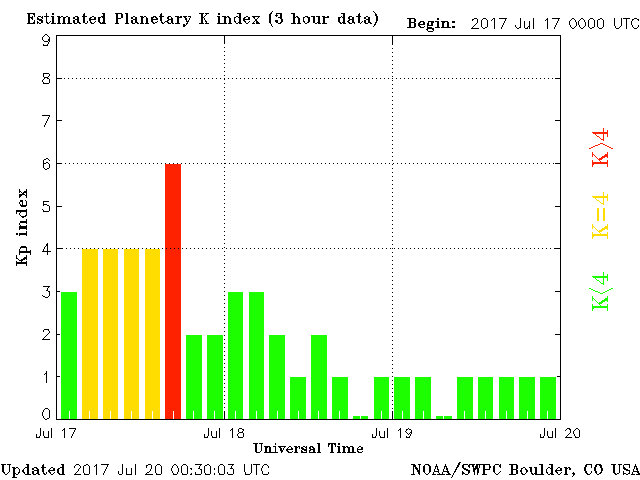 Estimated Planetary K index (3 hour data)
Begin: 2017 Jul 17 0000 UTC
9
8
7
6
5
4
3
2
1
0
Kp index
K>4
K=4
K<4
Jul 17
Jul 18
Jul 19
Jul 20
Universal Time
Updated 2017 Jul 20 00:30:03 UTC
NOAA/SWPC Boulder, CO USA